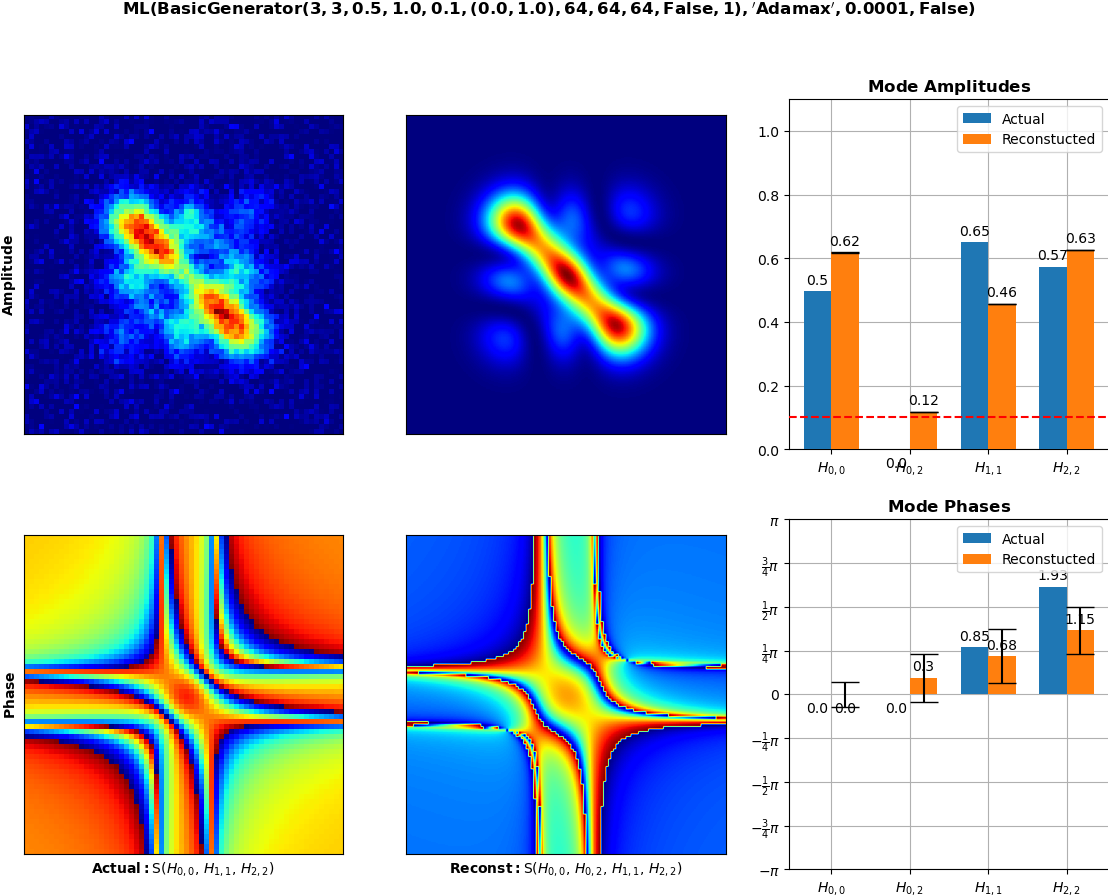 ML(BasicGenerator(3, 3, 0.5, 1.0, 0.1, (0.0, 1.0), 64, 64, 64, False, 1), 'Adamax', 0.0001, False)
Amplitude
Mode Amplitudes
Actual
Reconstucted
1.0
0.8
0.6
0.4
0.2
0.0
0.5
0.62
0.0
0.12
0.65
0.46
0.57
0.63
H0,0
H0,2
H1,1
H2,2
Phase
Actual: S(H0,0, H1,1, H2,2)
Reconst: S(H0,0, H0,2, H1,1, H2,2)
Mode Phases
Actual
Reconstucted
π
3/4π
1/2π
1/4π
0
−1/4π
−1/2π
−3/4π
−π
0.0
0.0
0.0
0.3
0.85
0.68
1.93
1.15
H0,0
H0,2
H1,1
H2,2